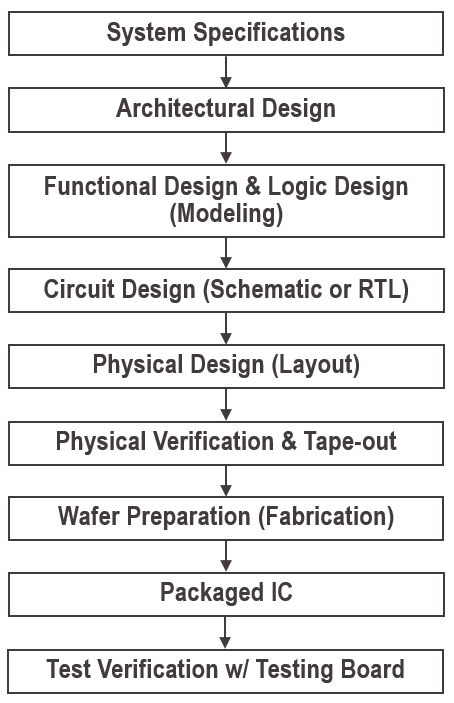 System Specifications
Architectural Design
Functional Design & Logic Design
(Modeling)
Circuit Design (Schematic or RTL)
Physical Design (Layout)
Physical Verification & Tape-out
Wafer Preparation (Fabrication)
Packaged IC
Test Verification w/ Testing Board